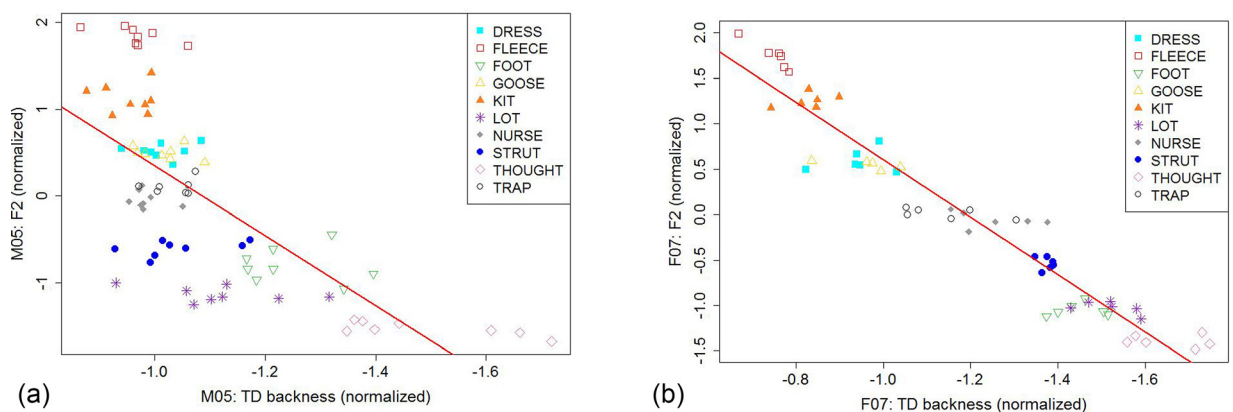 2
1
0
-1
M05: F2 (normalized)
DRESS
FLEECE
FOOT
GOOSE
KIT
LOT
NURSE
STRUT
THOUGHT
TRAP
-1.0
-1.2
-1.4
-1.6
M05: TD backness (normalized)
(a)
2.0
1.5
1.0
0.5
0.0
-0.5
-1.0
-1.5
F07: F2 (normalized)
DRESS
FLEECE
FOOT
GOOSE
KIT
LOT
NURSE
STRUT
THOUGHT
TRAP
-0.8
-1.0
-1.2
-1.4
-1.6
F07: TD backness (normalized)
(b)